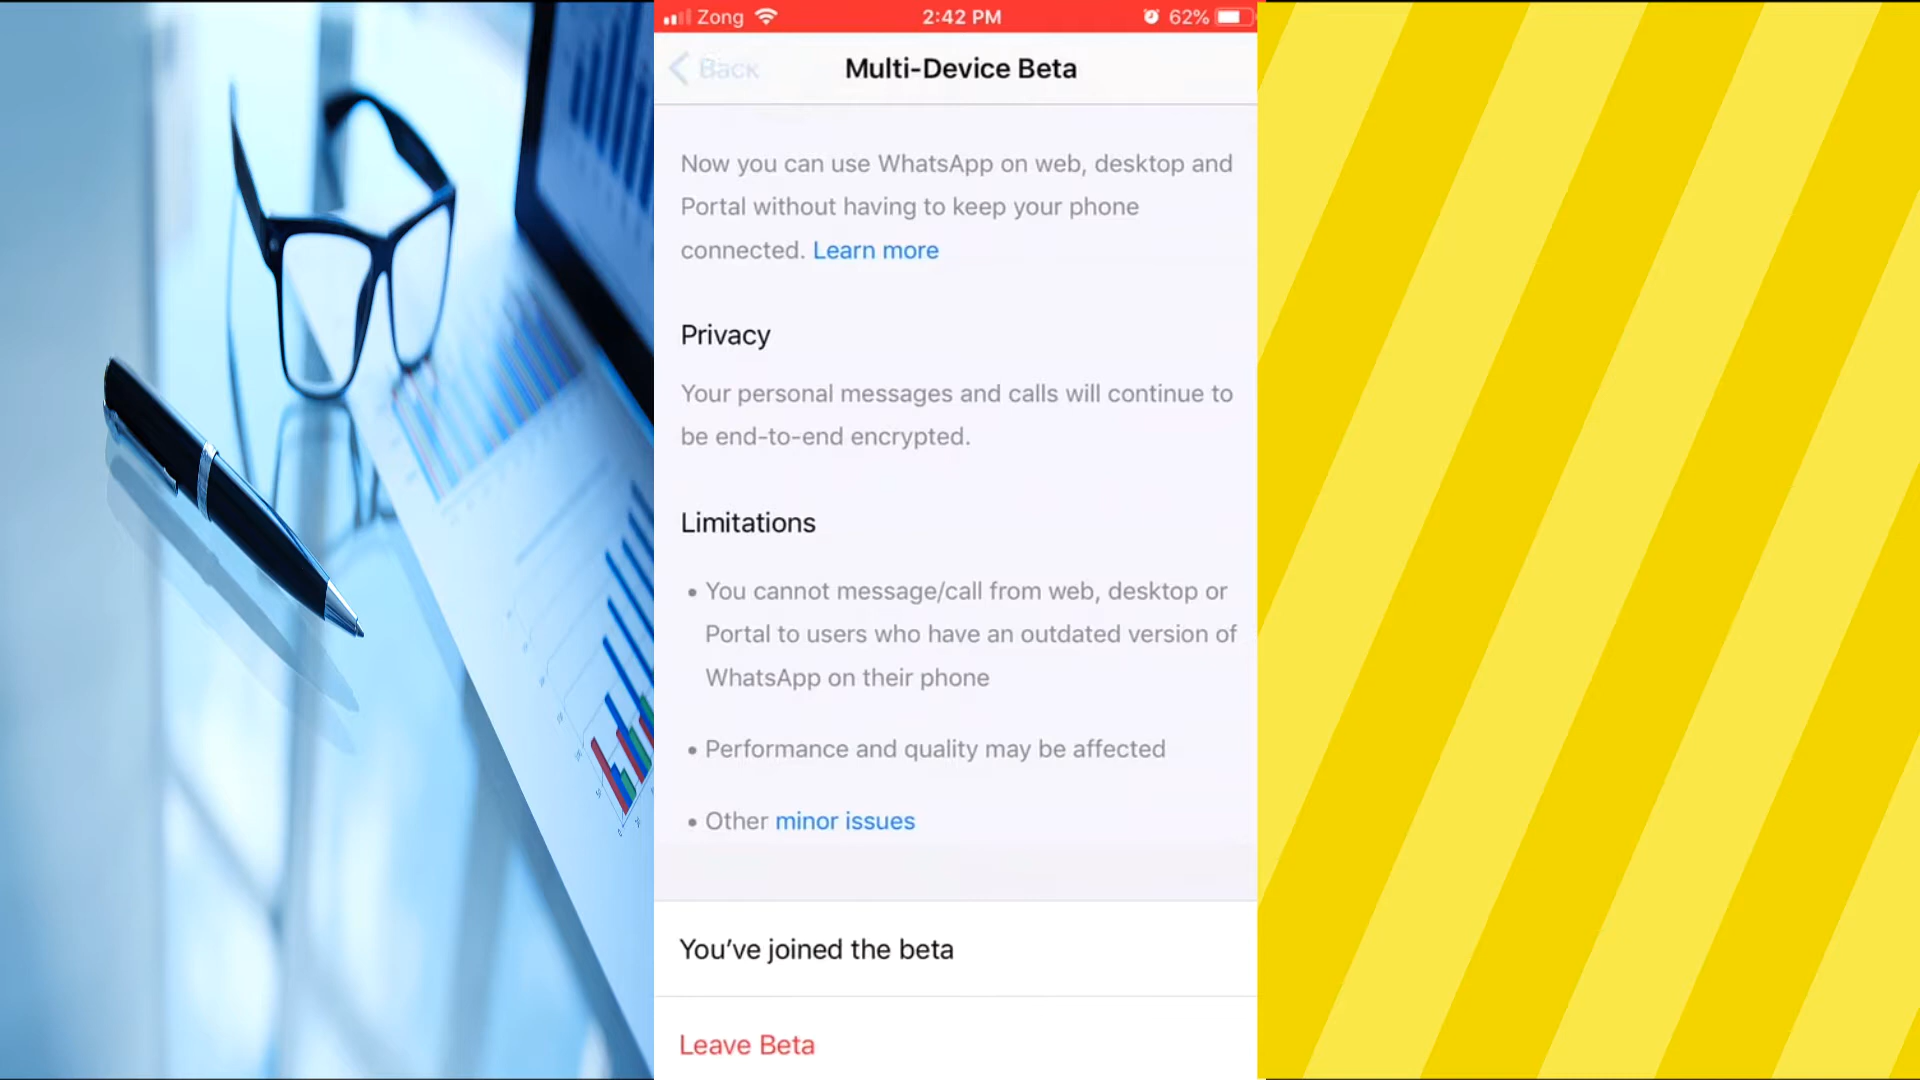 Zong 2:42 PM 62%
Back Multi-Device Beta
Now you can use WhatsApp on web, desktop and
Portal without having to keep your phone
connected. Learn more
Privacy
Your personal messages and calls will continue to
be end-to-end encrypted.
Limitations
• You cannot message/call from web, desktop or
Portal to users who have an outdated version of
WhatsApp on their phone
• Performance and quality may be affected
• Other minor issues
You've joined the beta
Leave Beta